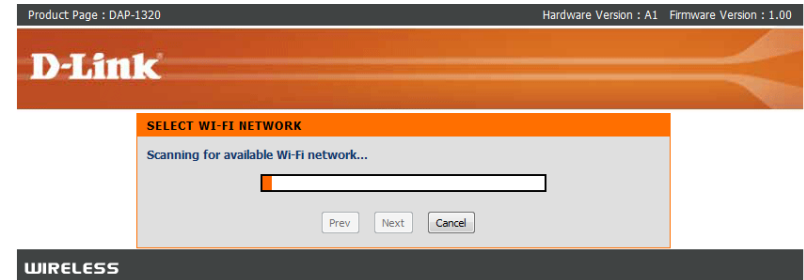 Product Page : DAP-1320 Hardware Version : A1 Firmware Version : 1.00
D-Link
SELECT WI-FI NETWORK
Scanning for available Wi-Fi network...
Prev Next Cancel
WIRELESS